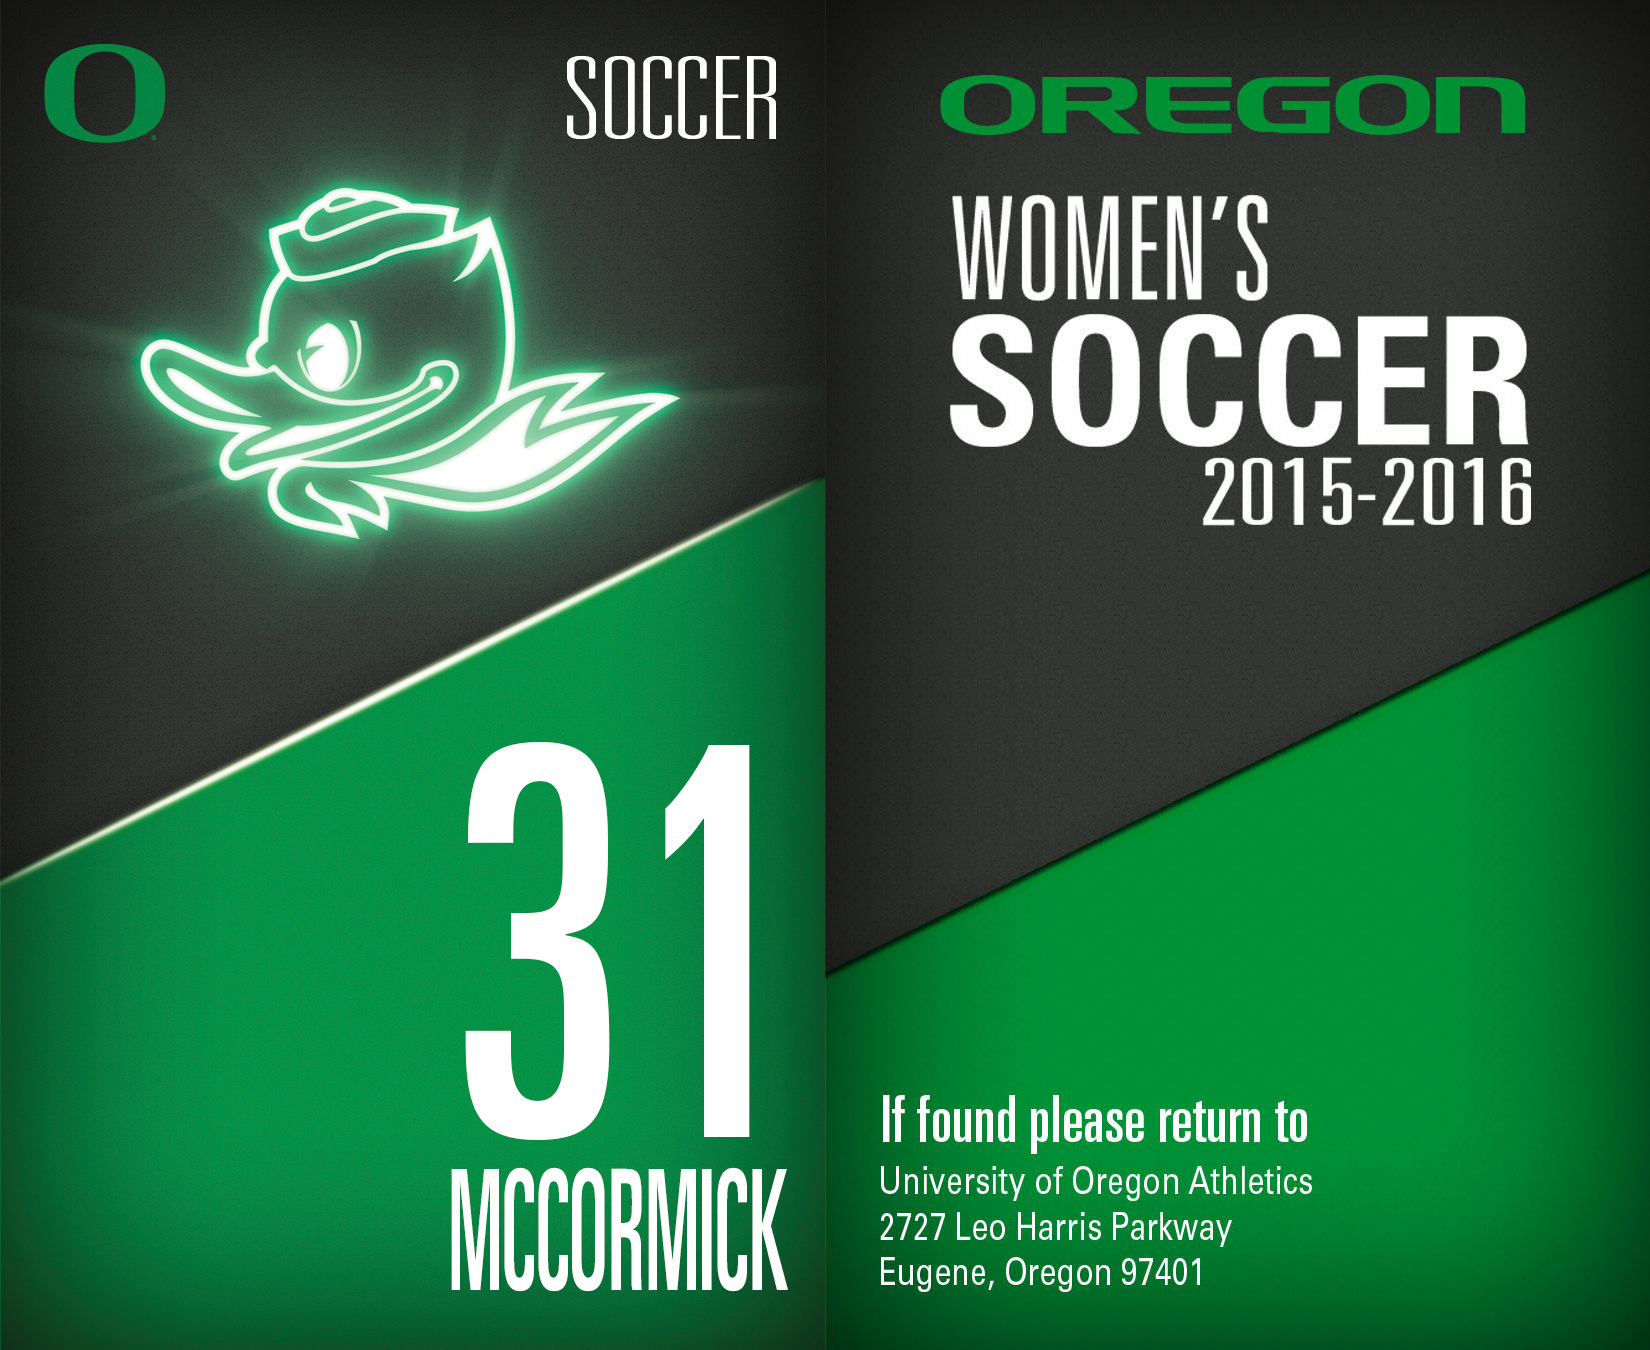 O
SOCCER
31
MCCORMICK
OREGON
WOMEN'S
SOCCER
2015-2016
If found please return to
University of Oregon Athletics
2727 Leo Harris Parkway
Eugene, Oregon 97401